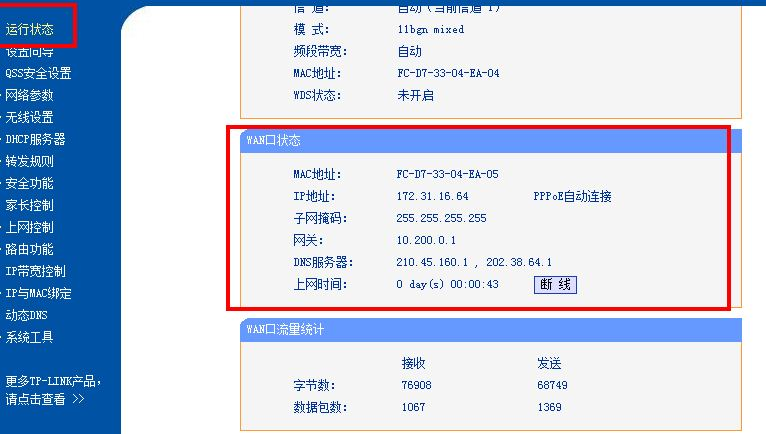 运行状态
设置向导
QSS安全设置
网络参数
无线设置
DHCP服务器
转发规则
安全功能
家长控制
上网控制
路由功能
IP带宽控制
IP与MAC绑定
动态DNS
系统工具
更多TP-LINK产品,
请点击查看 >>
信 道: 自动 (当前信道 1)
模 式: 11bgn mixed
频段带宽: 自动
MAC地址: FC-D7-33-04-EA-04
WDS状态: 未开启
WAN口状态
MAC地址: FC-D7-33-04-EA-05
IP地址: 172.31.16.64 PPPoE自动连接
子网掩码: 255.255.255.255
网关: 10.200.0.1
DNS服务器: 210.45.160.1 , 202.38.64.1
上网时间: 0 day(s) 00:00:43 断 线
WAN口流量统计
接收 发送
字节数: 76908 68749
数据包数: 1067 1369